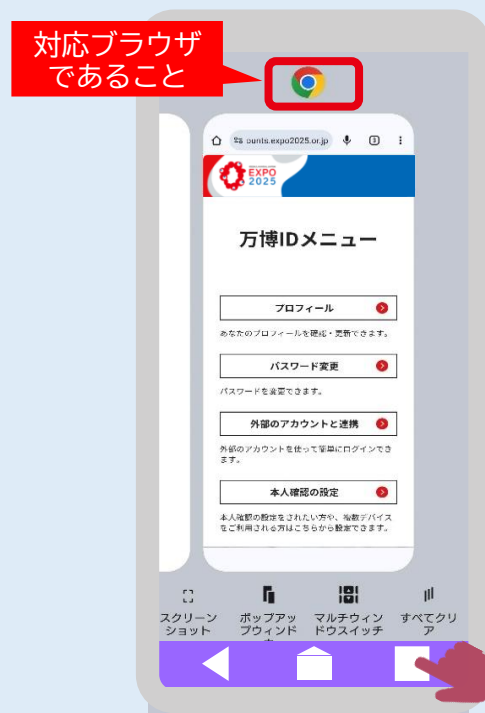 対応ブラウザ
であること
ounts.expo2025.or.jp
EXPO
2025
万博IDメニュー
プロフィール
あなたのプロフィールを確認・更新できます。
パスワード変更
パスワードを変更できます。
外部のアカウントと連携
外部のアカウントを使って簡単にログインでき
ます。
本人確認の設定
本人確認の設定をされたい方や、複数デバイス
をご利用される方はこちらから設定できます。
スクリーン
ショット
ポップアッ
プウィンド
マルチウィン
ドウスイッチ
すべてクリ
ア